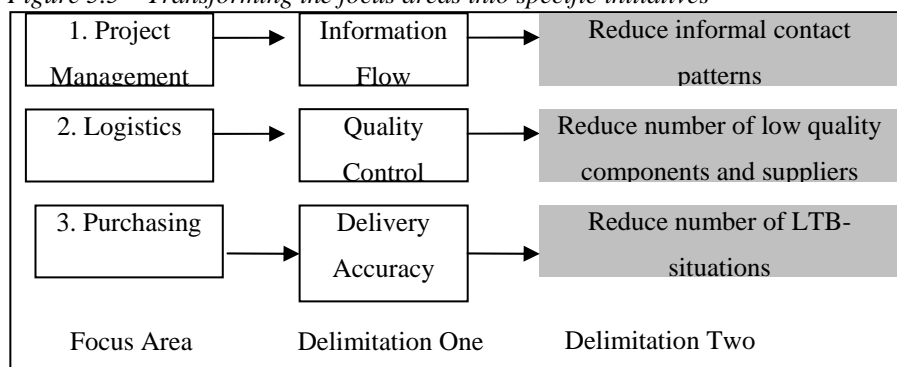 Figure Transforming the focus areas into specific initiatives
1. Project
Management
Information
Flow
Reduce informal contact
patterns
2. Logistics
Quality
Control
Reduce number of low quality
components and suppliers
3. Purchasing
Delivery
Accuracy
Reduce number of LTB-
situations
Focus Area
Delimitation One
Delimitation Two